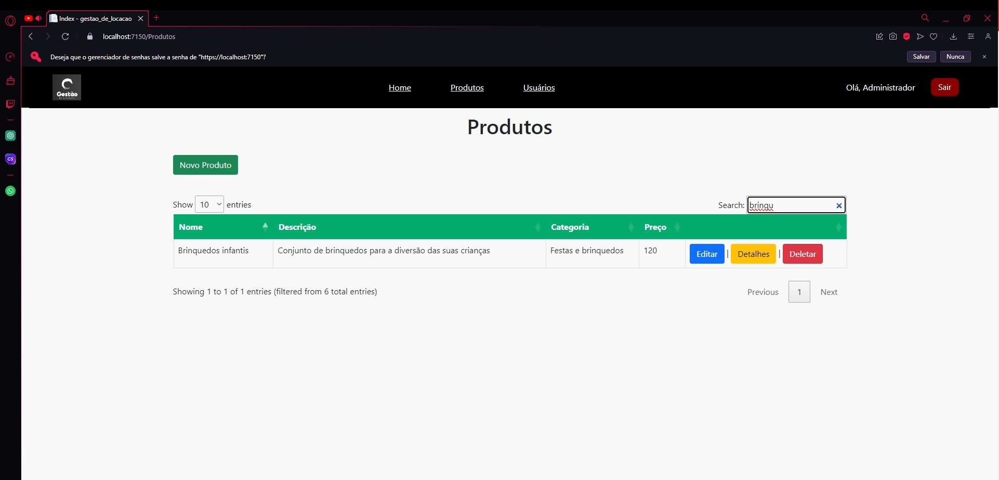 Index - gestao_de_locacao
localhost:7150/Produtos
Deseja que o gerenciador de senhas salve a senha de "https://localhost:7150"?
Salvar
Nunca
Gestão
Home
Produtos
Usuários
Olá, Administrador
Sair
Produtos
Novo Produto
Show 10 entries
Search: brinqu
Nome Descrição Categoria Preço
Brinquedos infantis Conjunto de brinquedos para a diversão das suas crianças Festas e brinquedos 120 Editar | Detalhes | Deletar
Showing 1 to 1 of 1 entries (filtered from 6 total entries)
Previous 1 Next
CS